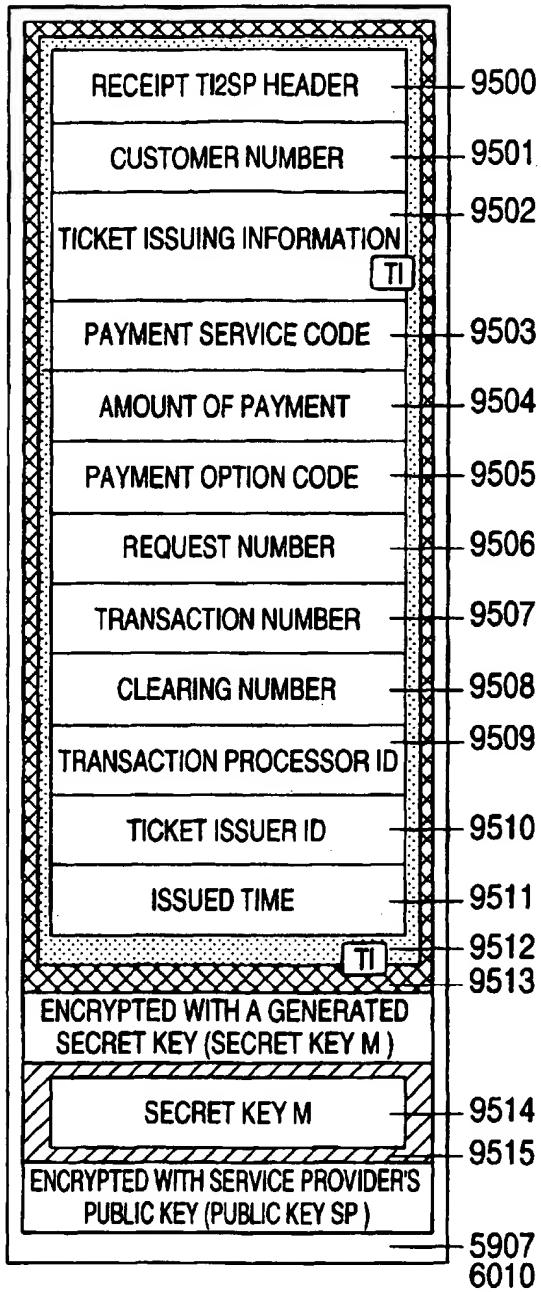 RECEIPT TI2SP HEADER 9500
CUSTOMER NUMBER 9501
TICKET ISSUING INFORMATION 9502
TI
PAYMENT SERVICE CODE 9503
AMOUNT OF PAYMENT 9504
PAYMENT OPTION CODE 9505
REQUEST NUMBER 9506
TRANSACTION NUMBER 9507
CLEARING NUMBER 9508
TRANSACTION PROCESSOR ID 9509
TICKET ISSUER ID 9510
ISSUED TIME 9511
TI 9512
9513
ENCRYPTED WITH A GENERATED
SECRET KEY (SECRET KEY M )
SECRET KEY M 9514
9515
ENCRYPTED WITH SERVICE PROVIDER'S
PUBLIC KEY (PUBLIC KEY SP )
5907
6010